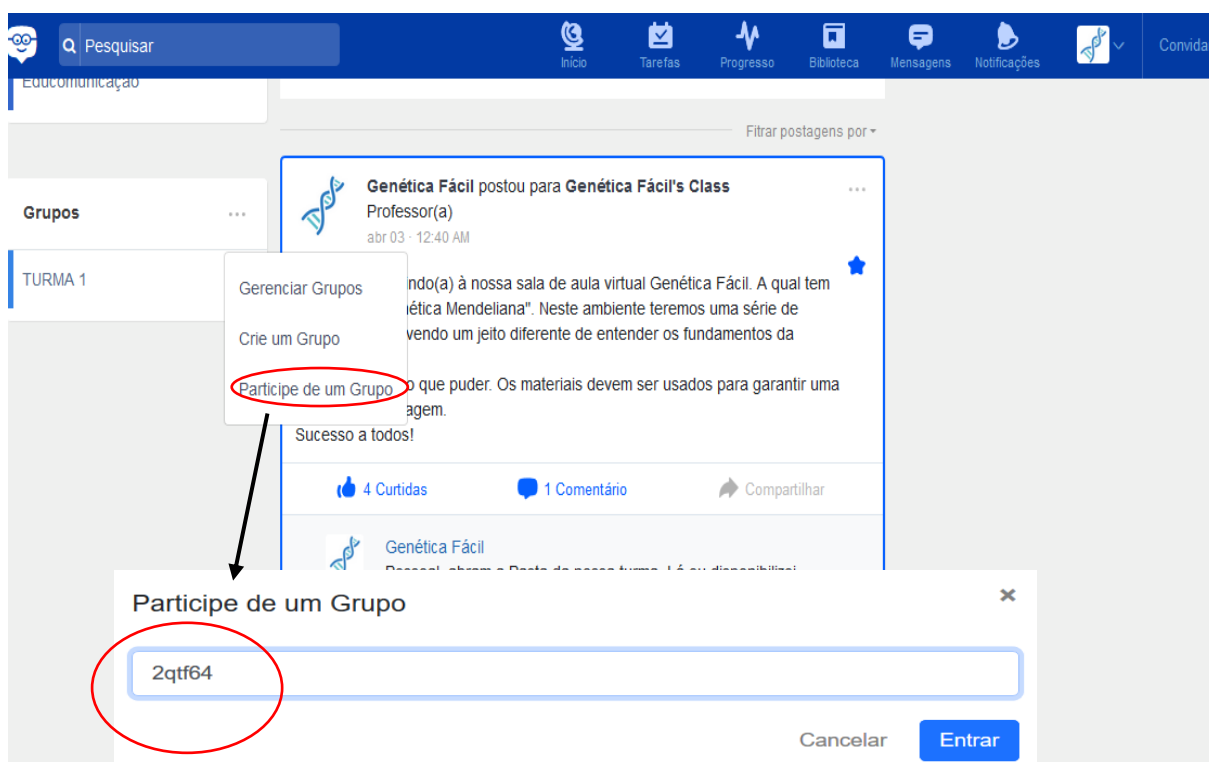 Pesquisar
Início
Tarefas
Progresso
Biblioteca
Mensagens
Notificações
Convida
Educomunicação
Fitrar postagens por
Grupos
TURMA 1
Gerenciar Grupos
Crie um Grupo
Participe de um Grupo
Genética Fácil postou para Genética Fácil's Class
Professor(a)
abr 03 · 12:40 AM
ndo(a) à nossa sala de aula virtual Genética Fácil. A qual tem
ética Mendeliana". Neste ambiente teremos uma série de
vendo um jeito diferente de entender os fundamentos da
o que puder. Os materiais devem ser usados para garantir uma
agem.
Sucesso a todos!
4 Curtidas
1 Comentário
Compartilhar
Genética Fácil
Participe de um Grupo
2qtf64
Cancelar
Entrar